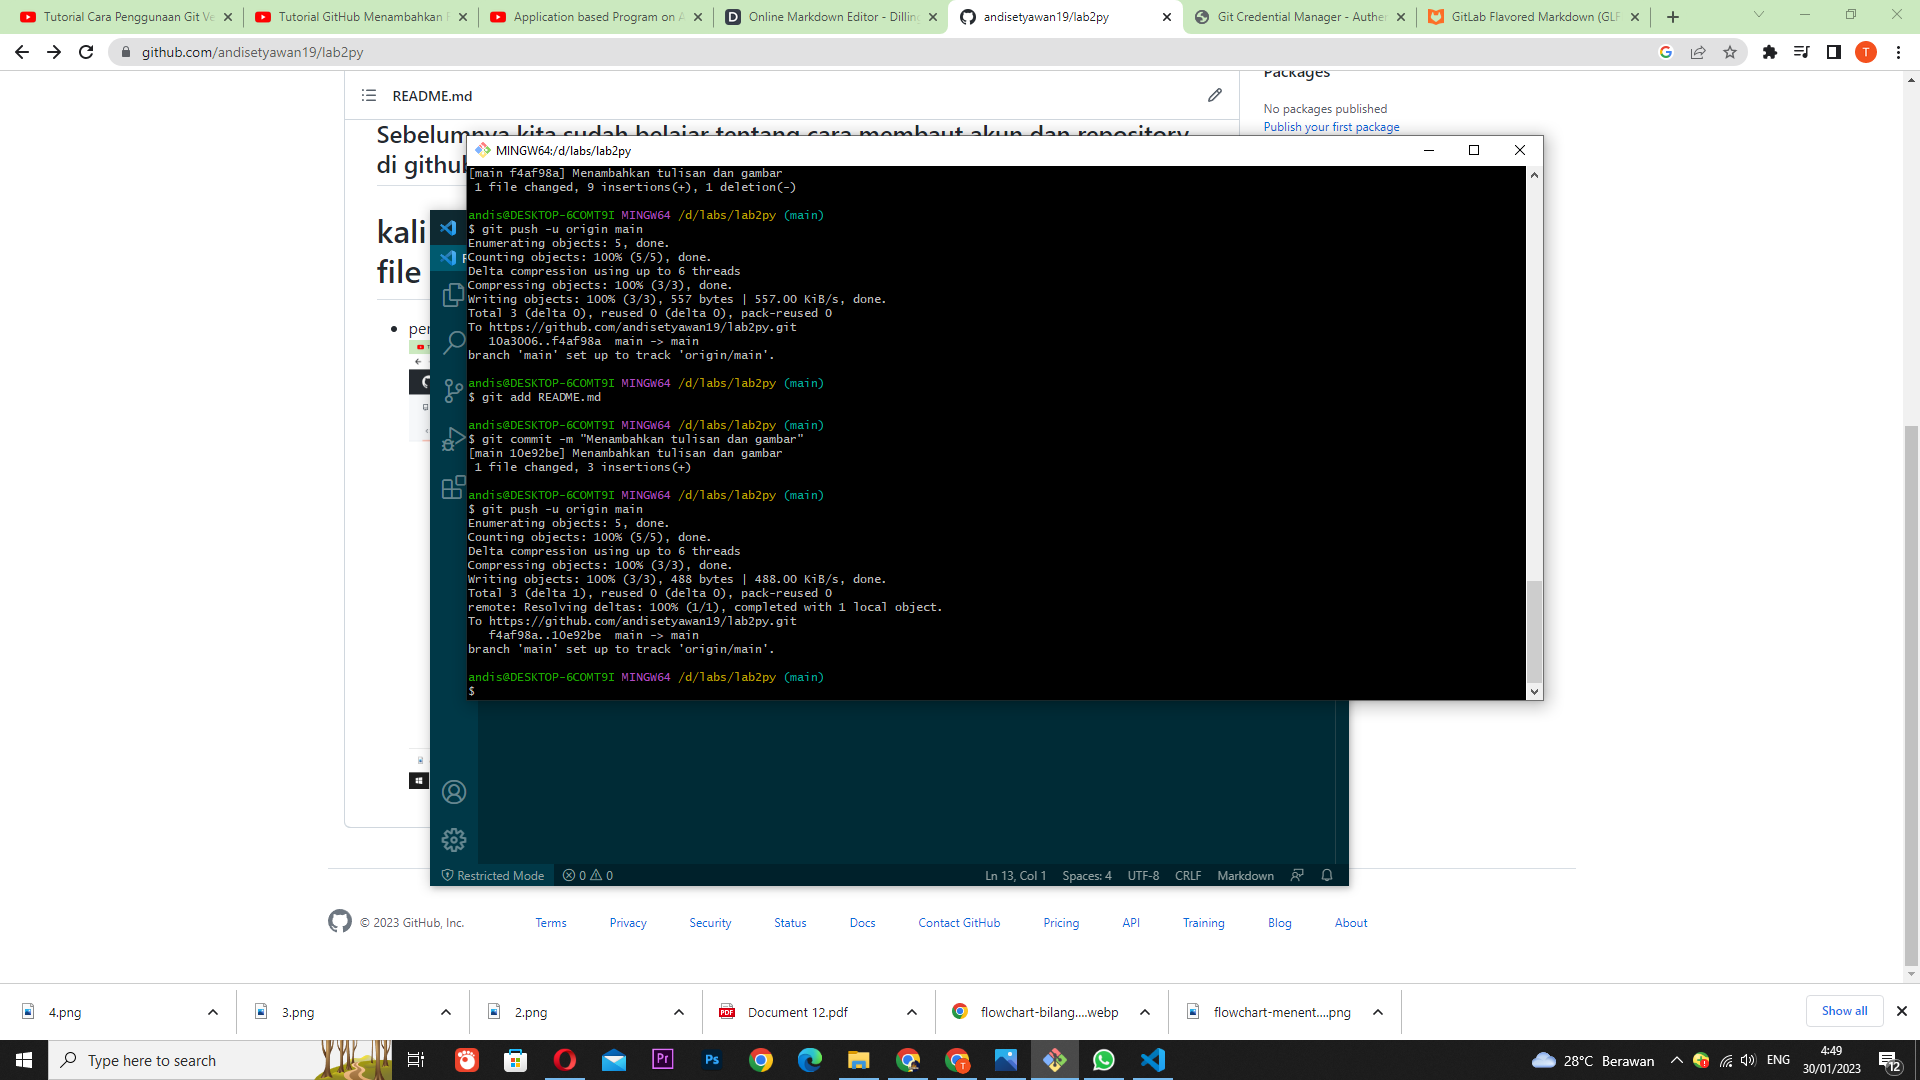 Tutorial Cara Penggunaan Git Ve
Tutorial GitHub Menambahkan F
Application based Program on A
Online Markdown Editor - Dilling
andisetyawan19/lab2py
Git Credential Manager - Authen
GitLab Flavored Markdown (GLF
github.com/andisetyawan19/lab2py
T
Packages
README.md
No packages published
Publish your first package
Sebelumnya kita sudah belajar tentang cara membaut akun dan repository
di github
MINGW64:/d/labs/lab2py
kali
file
per
[main f4af98a] Menambahkan tulisan dan gambar
1 file changed, 9 insertions(+), 1 deletion(-)
andis@DESKTOP-6COMT9I MINGW64 /d/labs/lab2py (main)
$ git push -u origin main
Enumerating objects: 5, done.
Counting objects: 100% (5/5), done.
Delta compression using up to 6 threads
Compressing objects: 100% (3/3), done.
Writing objects: 100% (3/3), 557 bytes | 557.00 KiB/s, done.
Total 3 (delta 0), reused 0 (delta 0), pack-reused 0
To https://github.com/andisetyawan19/lab2py.git
10a3006..f4af98a main -> main
branch 'main' set up to track 'origin/main'.
andis@DESKTOP-6COMT9I MINGW64 /d/labs/lab2py (main)
$ git add README.md
andis@DESKTOP-6COMT9I MINGW64 /d/labs/lab2py (main)
$ git commit -m "Menambahkan tulisan dan gambar"
[main 10e92be] Menambahkan tulisan dan gambar
1 file changed, 3 insertions(+)
andis@DESKTOP-6COMT9I MINGW64 /d/labs/lab2py (main)
$ git push -u origin main
Enumerating objects: 5, done.
Counting objects: 100% (5/5), done.
Delta compression using up to 6 threads
Compressing objects: 100% (3/3), done.
Writing objects: 100% (3/3), 488 bytes | 488.00 KiB/s, done.
Total 3 (delta 1), reused 0 (delta 0), pack-reused 0
remote: Resolving deltas: 100% (1/1), completed with 1 local object.
To https://github.com/andisetyawan19/lab2py.git
f4af98a..10e92be main -> main
branch 'main' set up to track 'origin/main'.
andis@DESKTOP-6COMT9I MINGW64 /d/labs/lab2py (main)
$
Restricted Mode 0 0 Ln 13, Col 1 Spaces: 4 UTF-8 CRLF Markdown
© 2023 GitHub, Inc. Terms Privacy Security Status Docs Contact GitHub Pricing API Training Blog About
4.png 3.png 2.png Document 12.pdf flowchart-bilang....webp flowchart-menent....png Show all
Type here to search
28°C Berawan ENG
4:49
30/01/2023
12